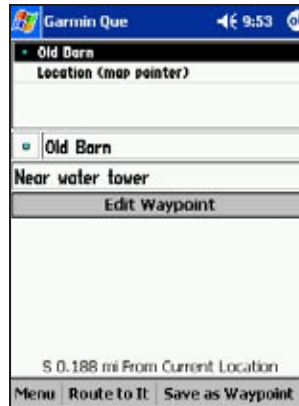 Garmin Que 9:53
Old Barn
Location (map pointer)
Old Barn
Near water tower
Edit Waypoint
S 0.188 mi From Current Location
Menu Route to It Save as Waypoint